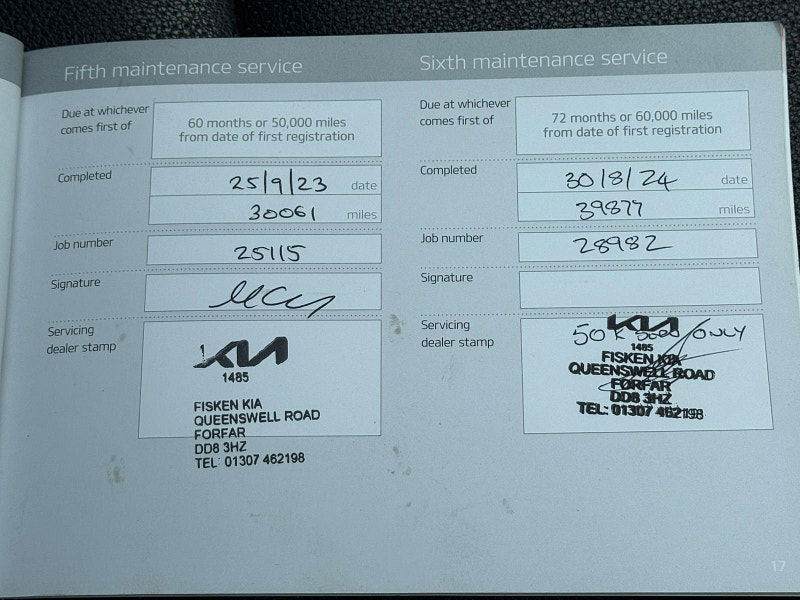 Fifth maintenance service
Due at whichever
comes first of
60 months or 50,000 miles
from date of first registration
Completed
25/9/23 date
30061 miles
Job number
25115
Signature
Servicing
dealer stamp
KIA
1485
FISKEN KIA
QUEENSWELL ROAD
FORFAR
DD8 3HZ
TEL: 01307 462198
Sixth maintenance service
Due at whichever
comes first of
72 months or 60,000 miles
from date of first registration
Completed
30/8/24 date
39877 miles
Job number
28982
Signature
Servicing
dealer stamp
KIA
50K ONLY
1485
FISKEN KIA
QUEENSWELL ROAD
FORFAR
DD8 3HZ
TEL: 01307 462198
17